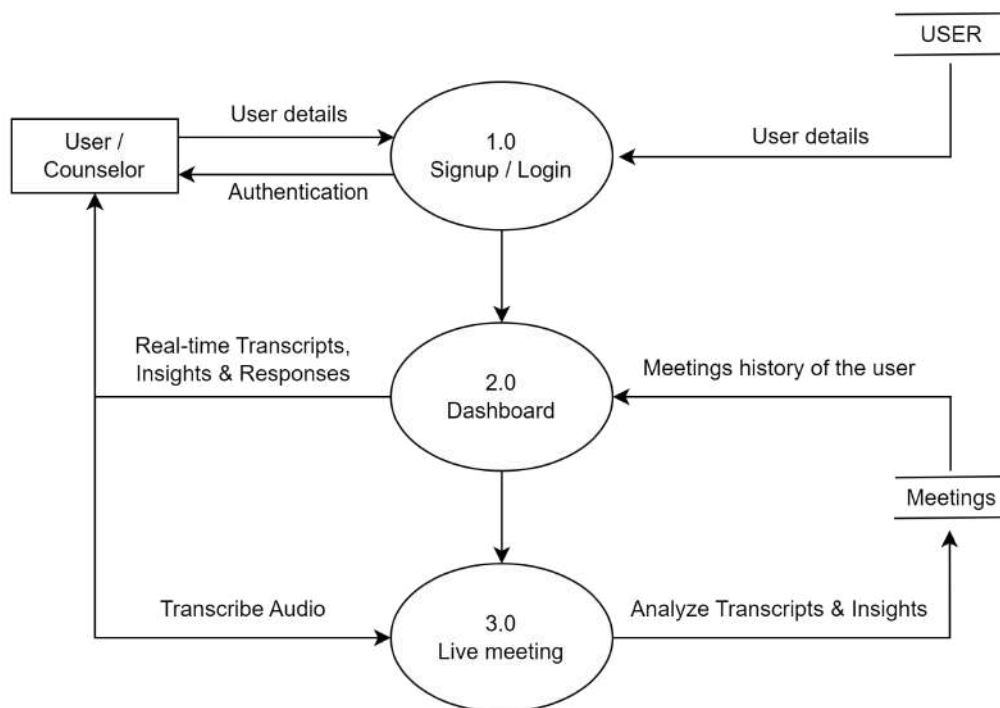 USER
User details
User /
Counselor
1.0
Signup / Login
User details
Authentication
Real-time Transcripts,
Insights & Responses
2.0
Dashboard
Meetings history of the user
Meetings
Transcribe Audio
3.0
Live meeting
Analyze Transcripts & Insights